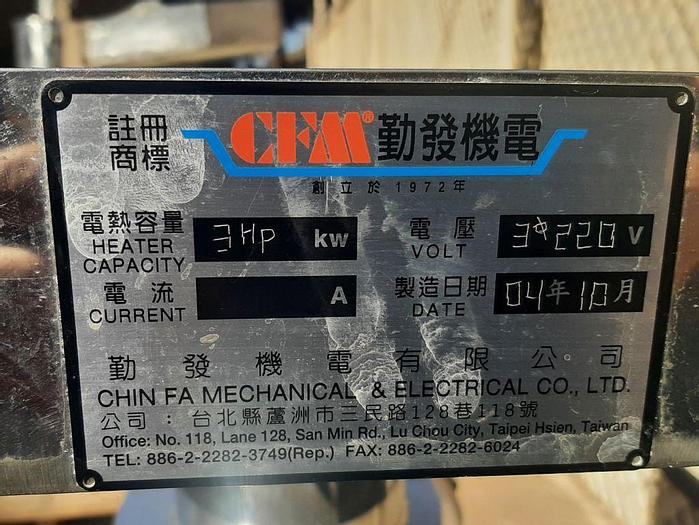 註冊商標 CFM® 勤發機電
創立於1972年
電熱容量 HEATER CAPACITY 3HP kw 電壓 VOLT 3φ220 V
電流 CURRENT A 製造日期 DATE 04年10月
勤發機電有限公司
CHIN FA MECHANICAL & ELECTRICAL CO., LTD.
公司：台北縣蘆洲市三民路128巷118號
Office: No. 118, Lane 128, San Min Rd., Lu Chou City, Taipei Hsien, Taiwan
TEL: 886-2-2282-3749(Rep.) FAX: 886-2-2282-6024